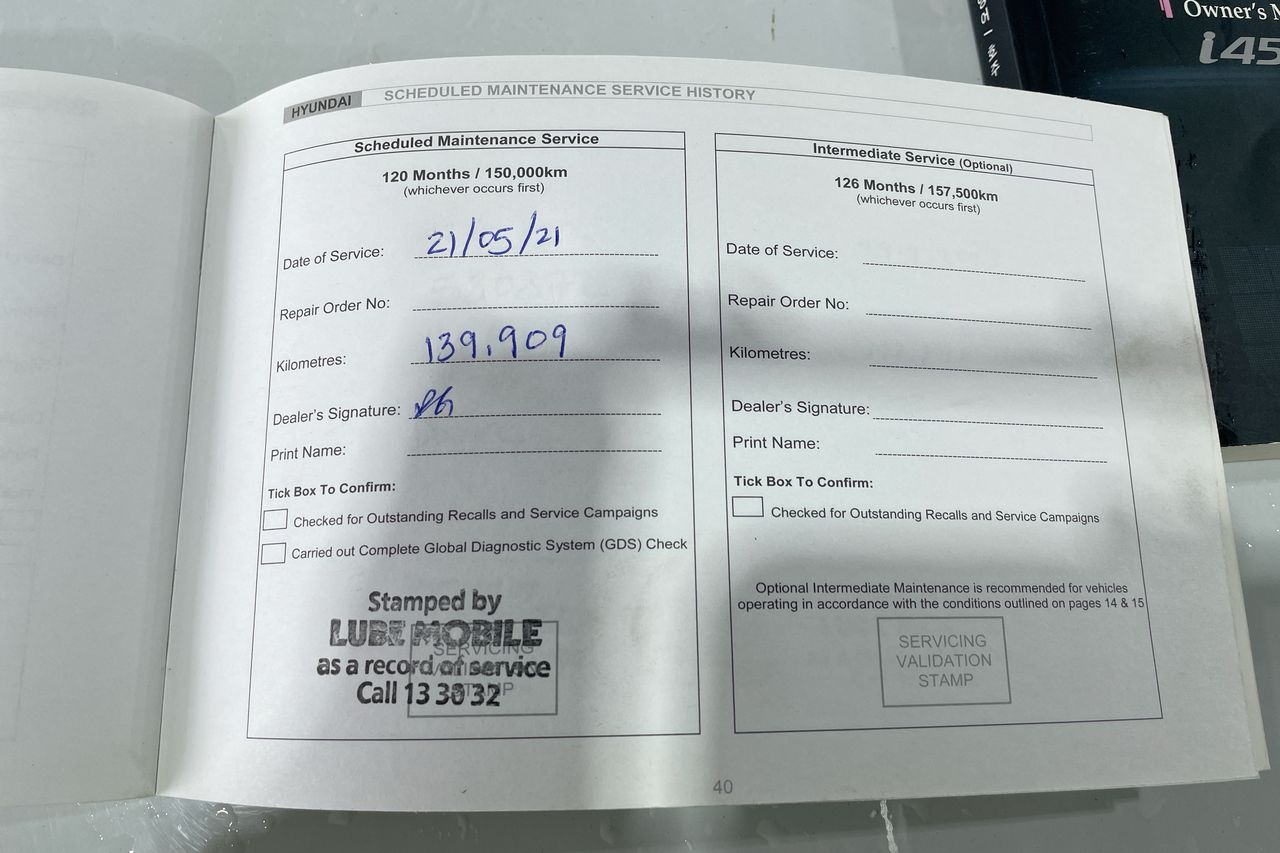 Owner's
i45
HYUNDAI SCHEDULED MAINTENANCE SERVICE HISTORY
Scheduled Maintenance Service
120 Months / 150,000km
(whichever occurs first)
Date of Service: 21/05/21
Repair Order No:
Kilometres: 139,909
Dealer's Signature:
Print Name:
Tick Box To Confirm:
Checked for Outstanding Recalls and Service Campaigns
Carried out Complete Global Diagnostic System (GDS) Check
Stamped by
LUBE MOBILE
as a record of service
Call 13 30 32
SERVICING
VALIDATION
STAMP
Intermediate Service (Optional)
126 Months / 157,500km
(whichever occurs first)
Date of Service:
Repair Order No:
Kilometres:
Dealer's Signature:
Print Name:
Tick Box To Confirm:
Checked for Outstanding Recalls and Service Campaigns
Optional Intermediate Maintenance is recommended for vehicles
operating in accordance with the conditions outlined on pages 14 & 15
SERVICING
VALIDATION
STAMP
40